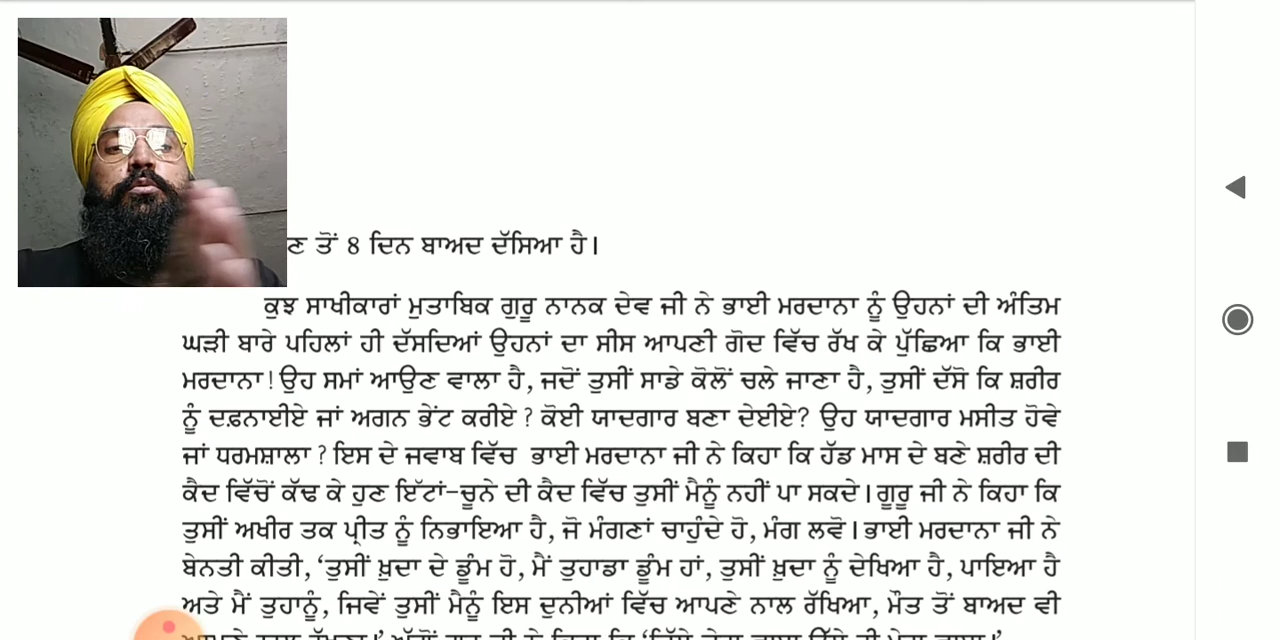 ਣ ਤੋਂ 8 ਦਿਨ ਬਾਅਦ ਦੱਸਿਆ ਹੈ।
ਕੁਝ ਸਾਖੀਕਾਰਾਂ ਮੁਤਾਬਿਕ ਗੁਰੂ ਨਾਨਕ ਦੇਵ ਜੀ ਨੇ ਭਾਈ ਮਰਦਾਨਾ ਨੂੰ ਉਹਨਾਂ ਦੀ ਅੰਤਿਮ
ਘੜੀ ਬਾਰੇ ਪਹਿਲਾਂ ਹੀ ਦੱਸਦਿਆਂ ਉਹਨਾਂ ਦਾ ਸੀਸ ਆਪਣੀ ਗੋਦ ਵਿੱਚ ਰੱਖ ਕੇ ਪੁੱਛਿਆ ਕਿ ਭਾਈ
ਮਰਦਾਨਾ! ਉਹ ਸਮਾਂ ਆਉਣ ਵਾਲਾ ਹੈ, ਜਦੋਂ ਤੁਸੀਂ ਸਾਡੇ ਕੋਲੋਂ ਚਲੇ ਜਾਣਾ ਹੈ, ਤੁਸੀਂ ਦੱਸੋ ਕਿ ਸ਼ਰੀਰ
ਨੂੰ ਦਫ਼ਨਾਈਏ ਜਾਂ ਅਗਨ ਭੇਂਟ ਕਰੀਏ ? ਕੋਈ ਯਾਦਗਾਰ ਬਣਾ ਦੇਈਏ? ਉਹ ਯਾਦਗਾਰ ਮਸੀਤ ਹੋਵੇ
ਜਾਂ ਧਰਮਸ਼ਾਲਾ ? ਇਸ ਦੇ ਜਵਾਬ ਵਿੱਚ ਭਾਈ ਮਰਦਾਨਾ ਜੀ ਨੇ ਕਿਹਾ ਕਿ ਹੱਡ ਮਾਸ ਦੇ ਬਣੇ ਸ਼ਰੀਰ ਦੀ
ਕੈਦ ਵਿੱਚੋਂ ਕੱਢ ਕੇ ਹੁਣ ਇੱਟਾਂ-ਚੂਨੇ ਦੀ ਕੈਦ ਵਿੱਚ ਤੁਸੀਂ ਮੈਨੂੰ ਨਹੀਂ ਪਾ ਸਕਦੇ। ਗੁਰੂ ਜੀ ਨੇ ਕਿਹਾ ਕਿ
ਤੁਸੀਂ ਅਖੀਰ ਤਕ ਪ੍ਰੀਤ ਨੂੰ ਨਿਭਾਇਆ ਹੈ, ਜੋ ਮੰਗਣਾਂ ਚਾਹੁੰਦੇ ਹੋ, ਮੰਗ ਲਵੋ। ਭਾਈ ਮਰਦਾਨਾ ਜੀ ਨੇ
ਬੇਨਤੀ ਕੀਤੀ, ‘ਤੁਸੀਂ ਖ਼ੁਦਾ ਦੇ ਡੂੰਮ ਹੋ, ਮੈਂ ਤੁਹਾਡਾ ਡੂੰਮ ਹਾਂ, ਤੁਸੀਂ ਖ਼ੁਦਾ ਨੂੰ ਦੇਖਿਆ ਹੈ, ਪਾਇਆ ਹੈ
ਅਤੇ ਮੈਂ ਤੁਹਾਨੂੰ, ਜਿਵੇਂ ਤੁਸੀਂ ਮੈਨੂੰ ਇਸ ਦੁਨੀਆਂ ਵਿੱਚ ਆਪਣੇ ਨਾਲ ਰੱਖਿਆ, ਮੌਤ ਤੋਂ ਬਾਅਦ ਵੀ